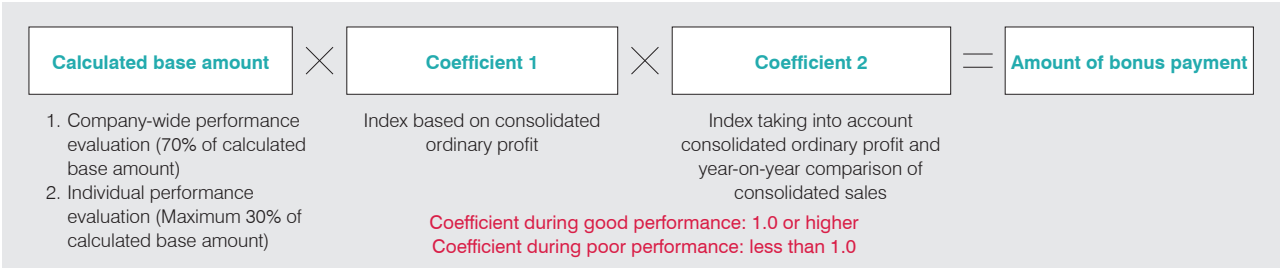 Calculated base amount × Coefficient 1 × Coefficient 2 = Amount of bonus payment
1. Company-wide performance
evaluation (70% of calculated
base amount)
2. Individual performance
evaluation (Maximum 30% of
calculated base amount)
Index based on consolidated
ordinary profit
Index taking into account
consolidated ordinary profit and
year-on-year comparison of
consolidated sales
Coefficient during good performance: 1.0 or higher
Coefficient during poor performance: less than 1.0